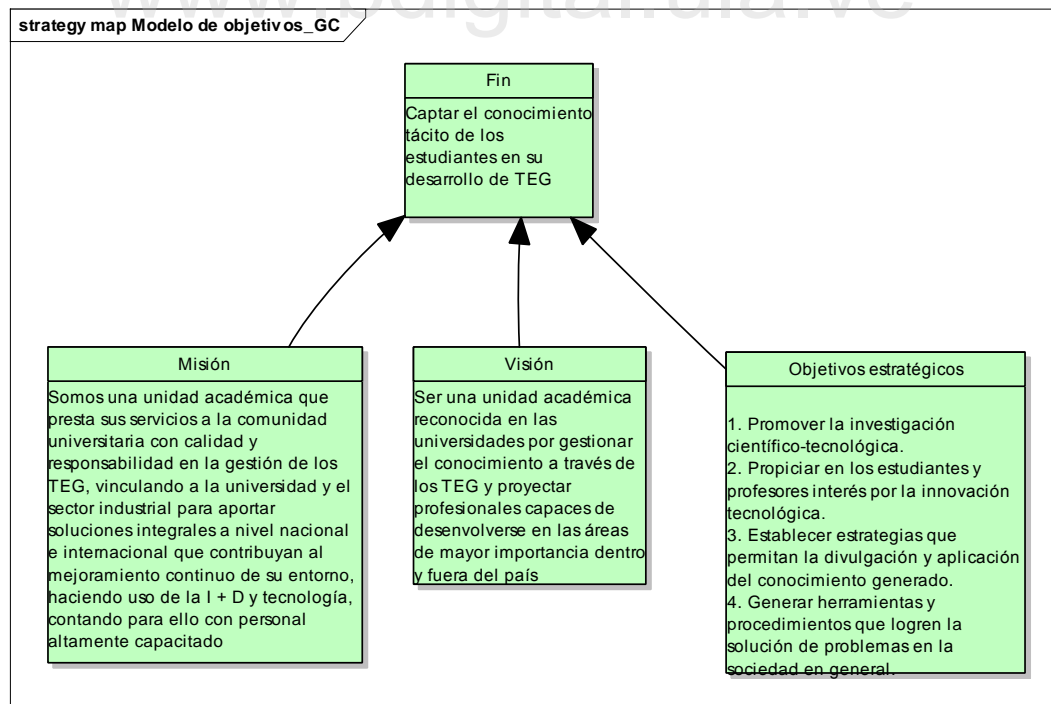 www.bdigital.ula.ve
strategy map Modelo de objetivos_GC
Fin
Captar el conocimiento
tácito de los
estudiantes en su
desarrollo de TEG
Misión
Somos una unidad académica que
presta sus servicios a la comunidad
universitaria con calidad y
responsabilidad en la gestión de los
TEG, vinculando a la universidad y el
sector industrial para aportar
soluciones integrales a nivel nacional
e internacional que contribuyan al
mejoramiento continuo de su entorno,
haciendo uso de la I + D y tecnología,
contando para ello con personal
altamente capacitado
Visión
Ser una unidad académica
reconocida en las
universidades por gestionar
el conocimiento a través de
los TEG y proyectar
profesionales capaces de
desenvolverse en las áreas
de mayor importancia dentro
y fuera del país
Objetivos estratégicos
1. Promover la investigación
científico-tecnológica.
2. Propiciar en los estudiantes y
profesores interés por la innovación
tecnológica.
3. Establecer estrategias que
permitan la divulgación y aplicación
del conocimiento generado.
4. Generar herramientas y
procedimientos que logren la
solución de problemas en la
sociedad en general.